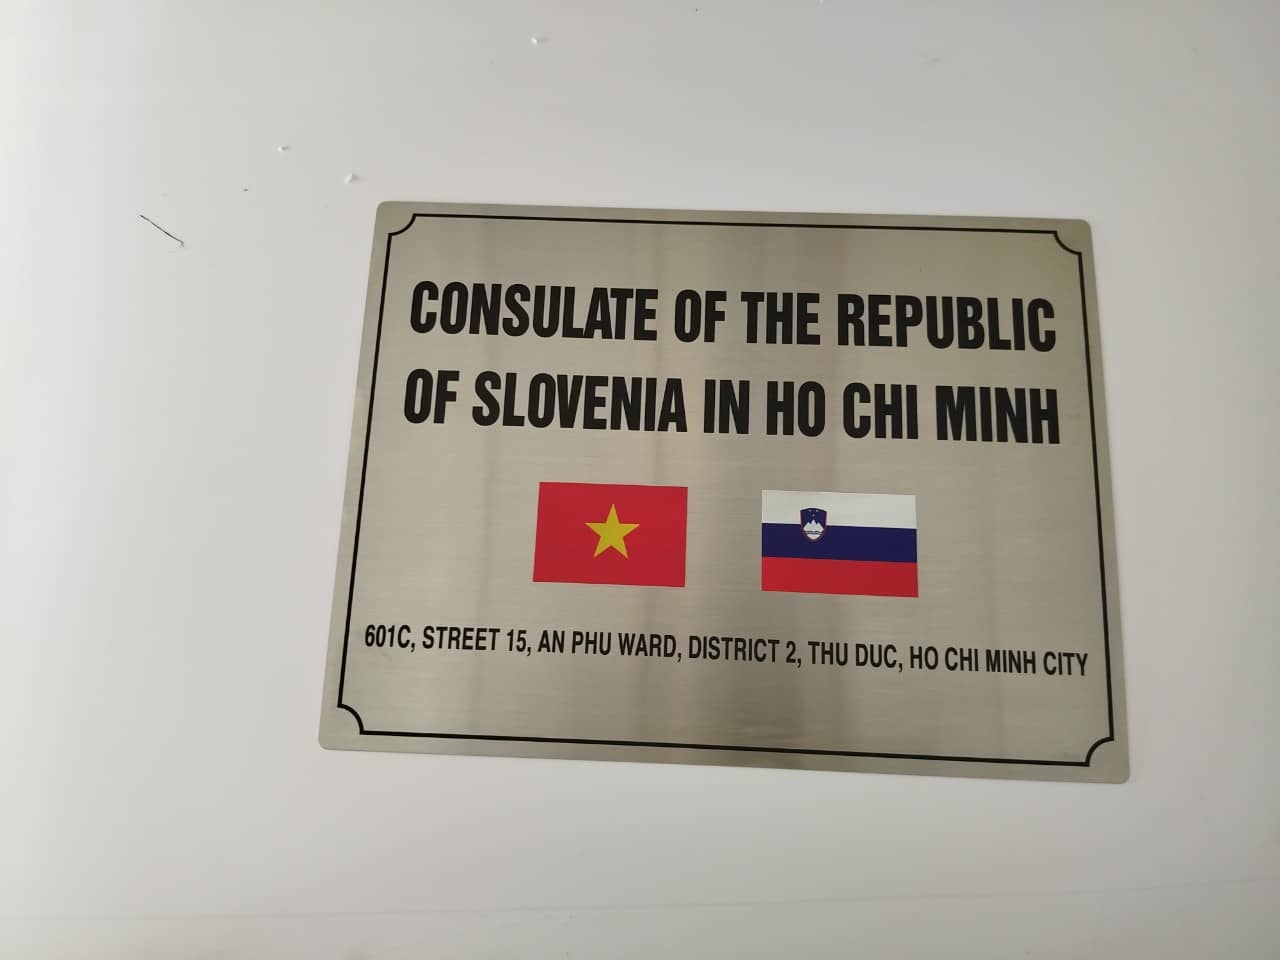 CONSULATE OF THE REPUBLIC
OF SLOVENIA IN HO CHI MINH
601C, STREET 15, AN PHU WARD, DISTRICT 2, THU DUC, HO CHI MINH CITY